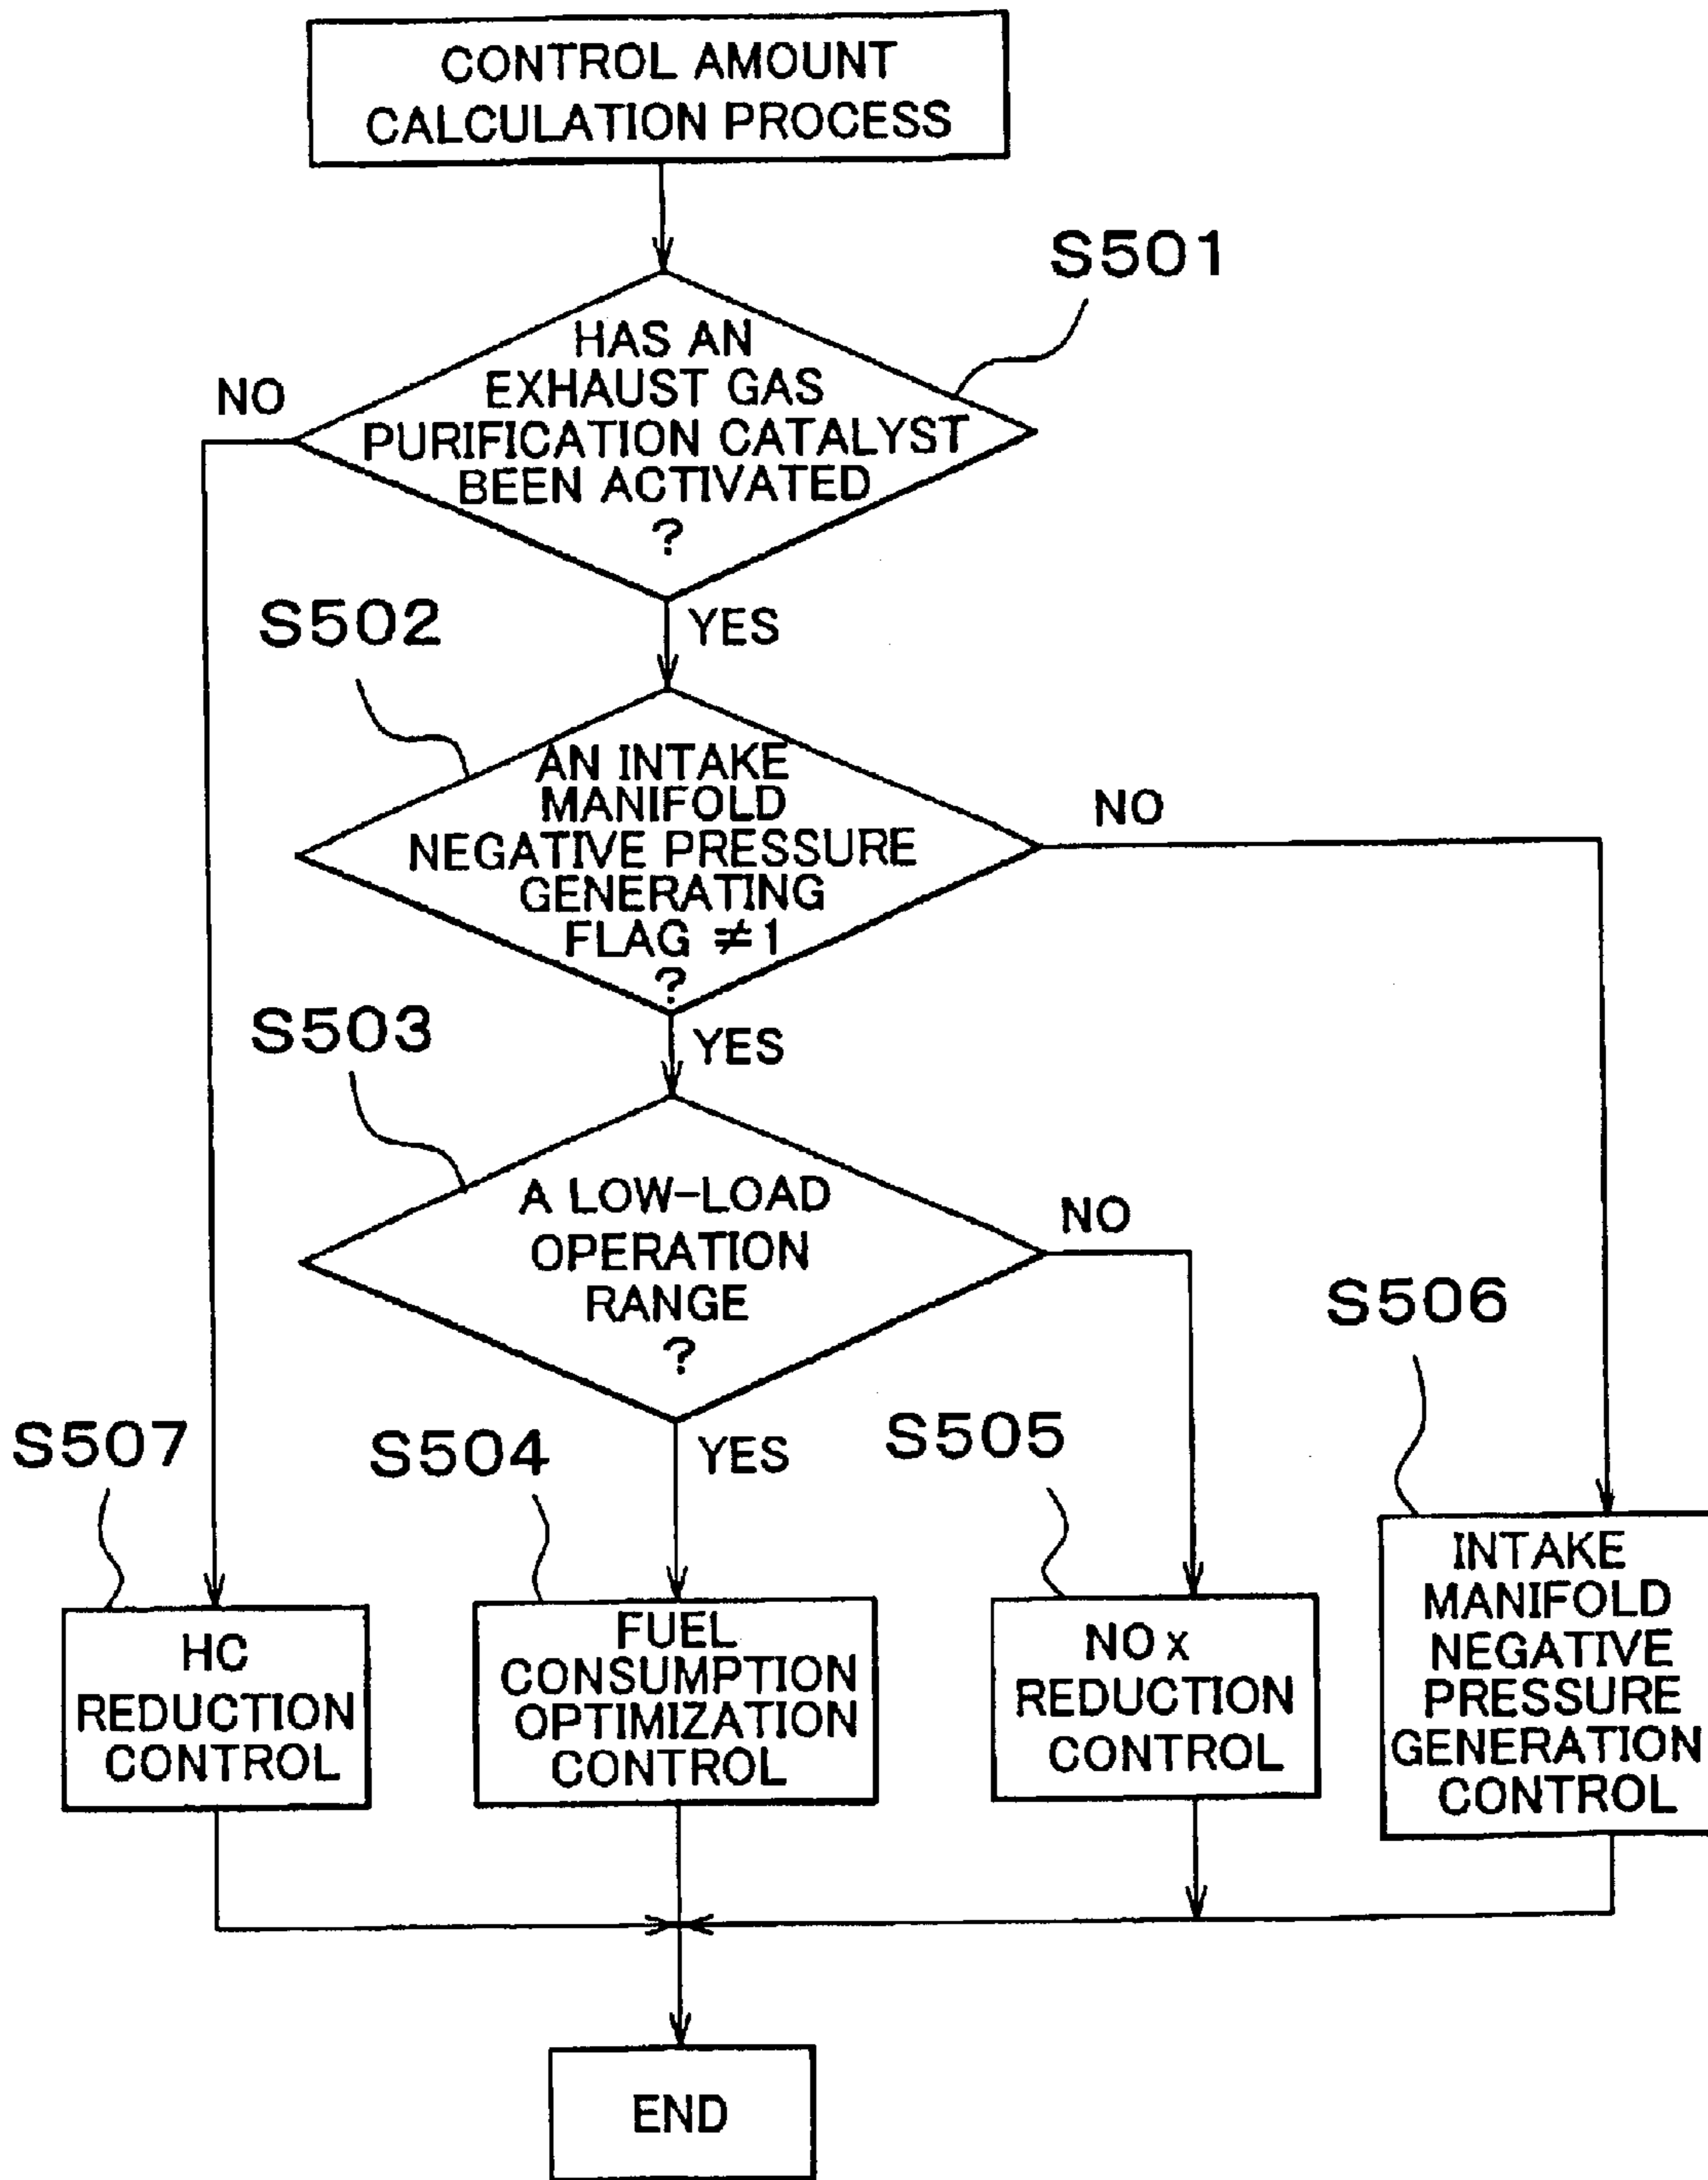 CONTROL AMOUNT
CALCULATION PROCESS
S501
HAS AN
EXHAUST GAS
PURIFICATION CATALYST
BEEN ACTIVATED
?
NO
YES
S502
AN INTAKE
MANIFOLD
NEGATIVE PRESSURE
GENERATING
FLAG ≠1
?
NO
YES
S503
A LOW-LOAD
OPERATION
RANGE
?
NO
YES
S507
HC
REDUCTION
CONTROL
S504
FUEL
CONSUMPTION
OPTIMIZATION
CONTROL
S505
NOx
REDUCTION
CONTROL
S506
INTAKE
MANIFOLD
NEGATIVE
PRESSURE
GENERATION
CONTROL
END